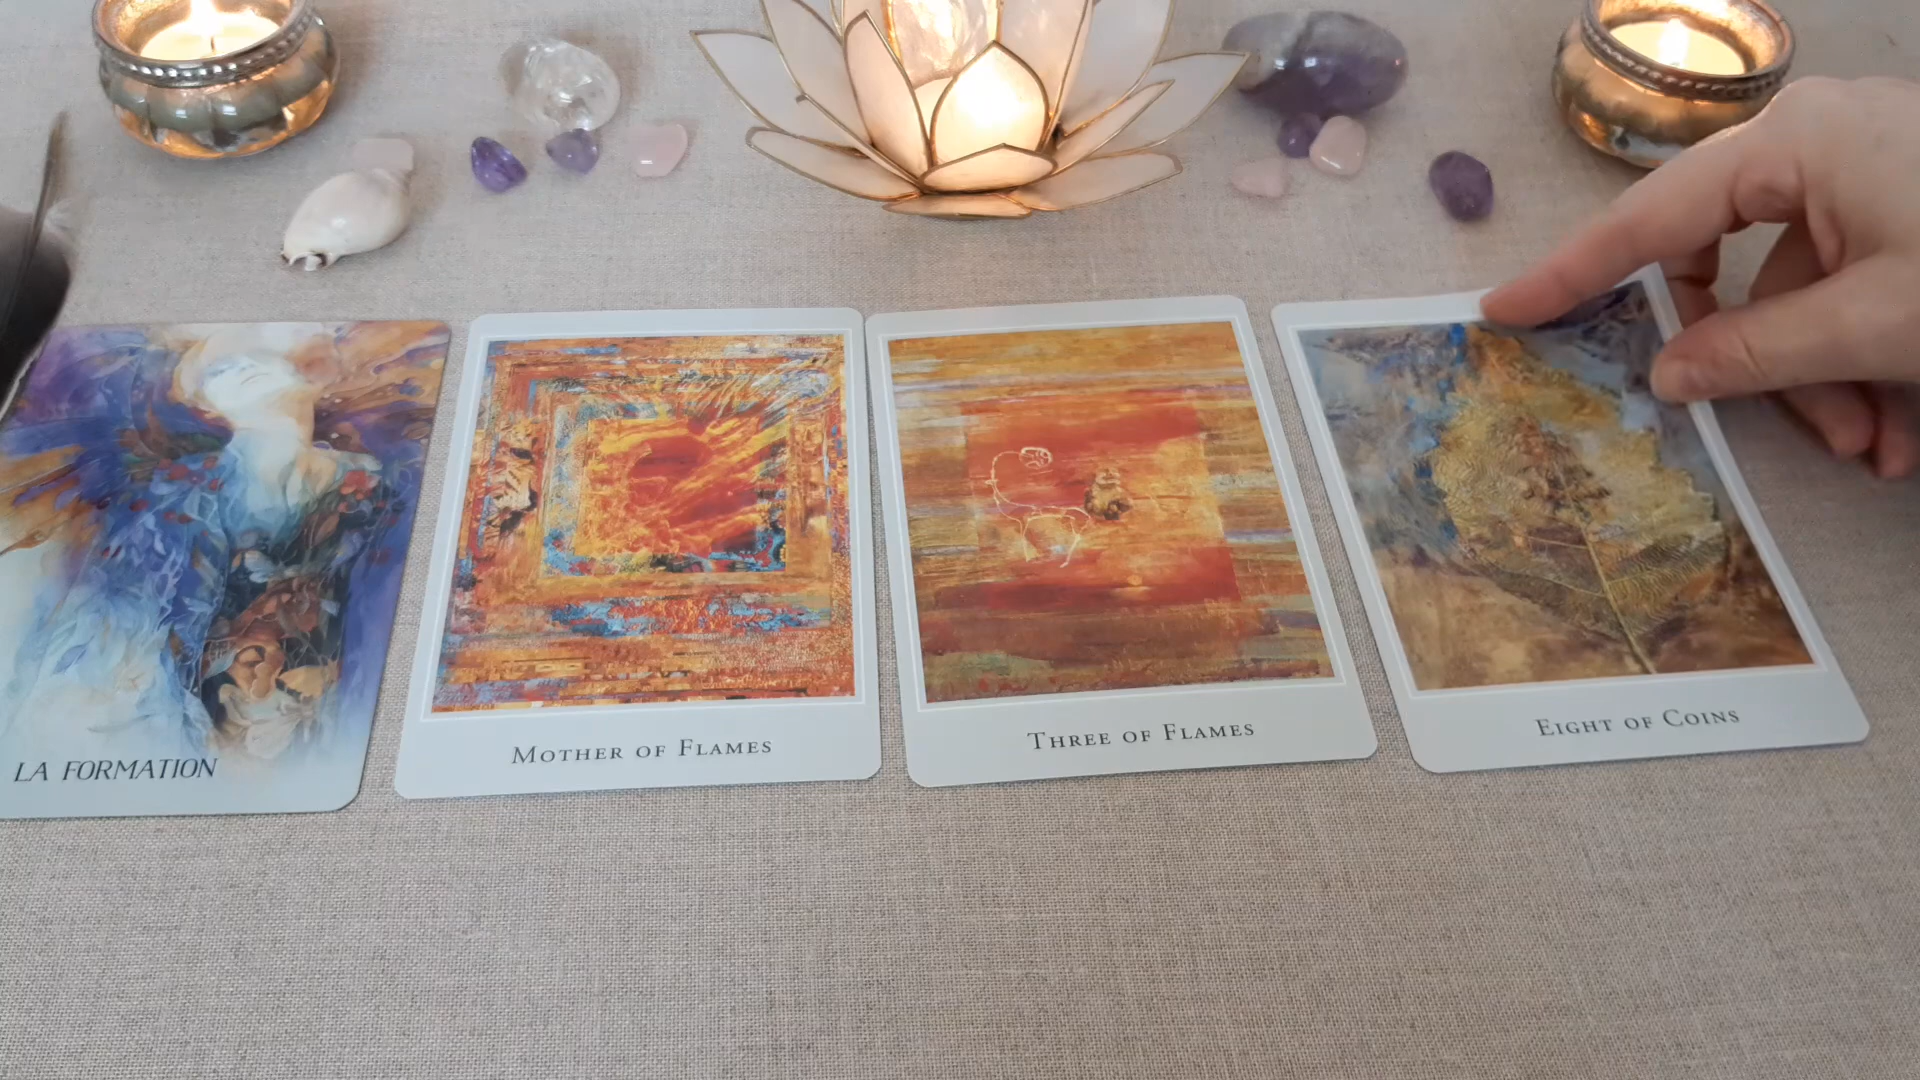 LA FORMATION
MOTHER OF FLAMES
THREE OF FLAMES
EIGHT OF COINS